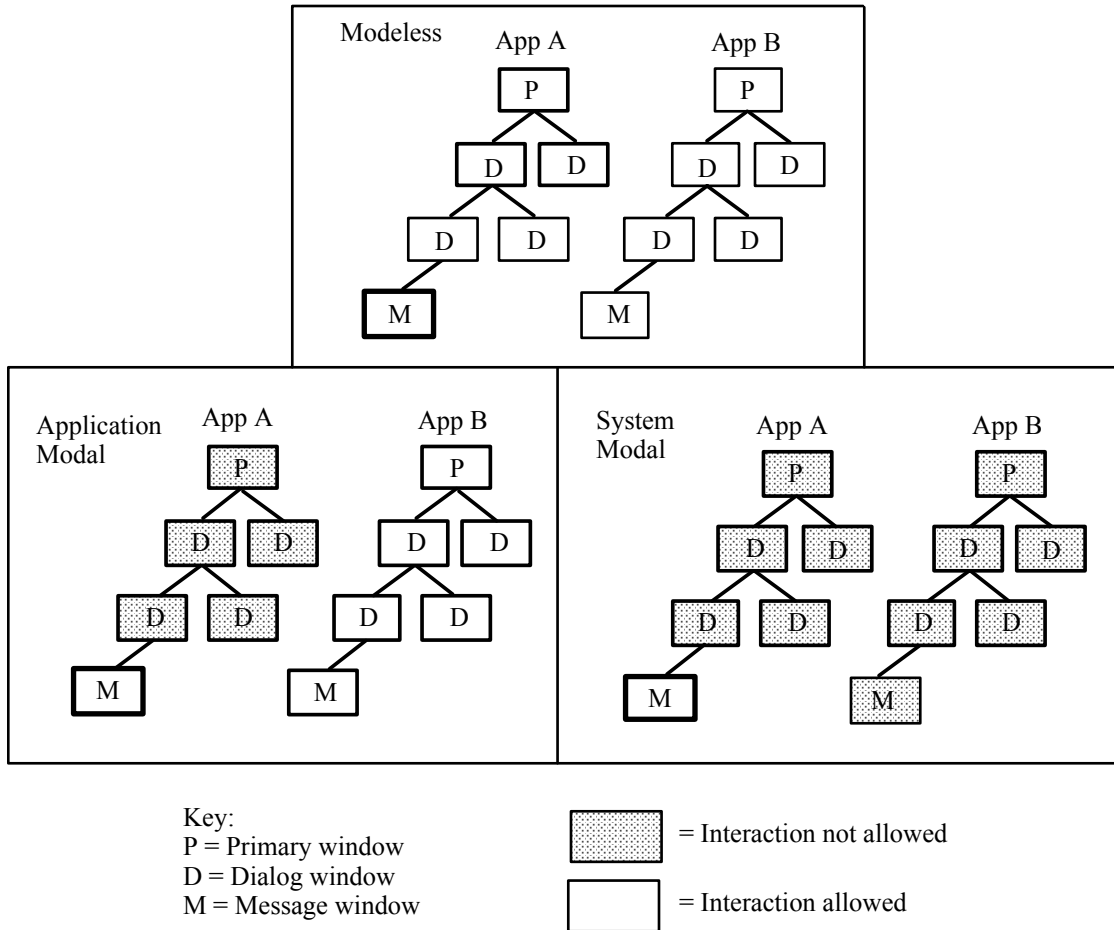 Modeless
App A
App B
P
P
D
D
D
D
D
D
D
D
M
M
Application
Modal
App A
App B
P
P
D
D
D
D
D
D
D
D
M
M
System
Modal
App A
App B
P
P
D
D
D
D
D
D
D
D
M
M
Key:
P = Primary window
D = Dialog window
M = Message window
= Interaction not allowed
= Interaction allowed